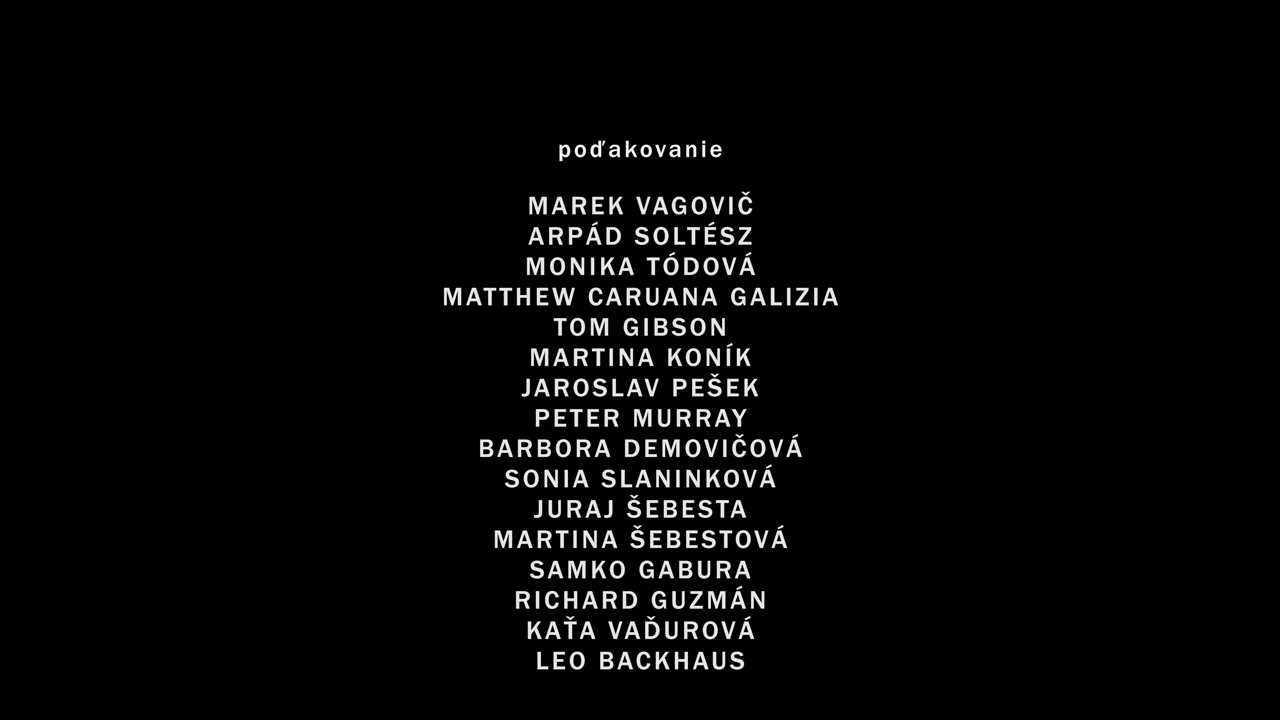 poďakovanie
MAREK VAGOVIČ
ARPÁD SOLTÉSZ
MONIKA TÓDOVÁ
MATTHEW CARUANA GALIZIA
TOM GIBSON
MARTINA KONÍK
JAROSLAV PEŠEK
PETER MURRAY
BARBORA DEMOVIČOVÁ
SONIA SLANINKOVÁ
JURAJ ŠEBESTA
MARTINA ŠEBESTOVÁ
SAMKO GABURA
RICHARD GUZMÁN
KAŤA VAĎUROVÁ
LEO BACKHAUS